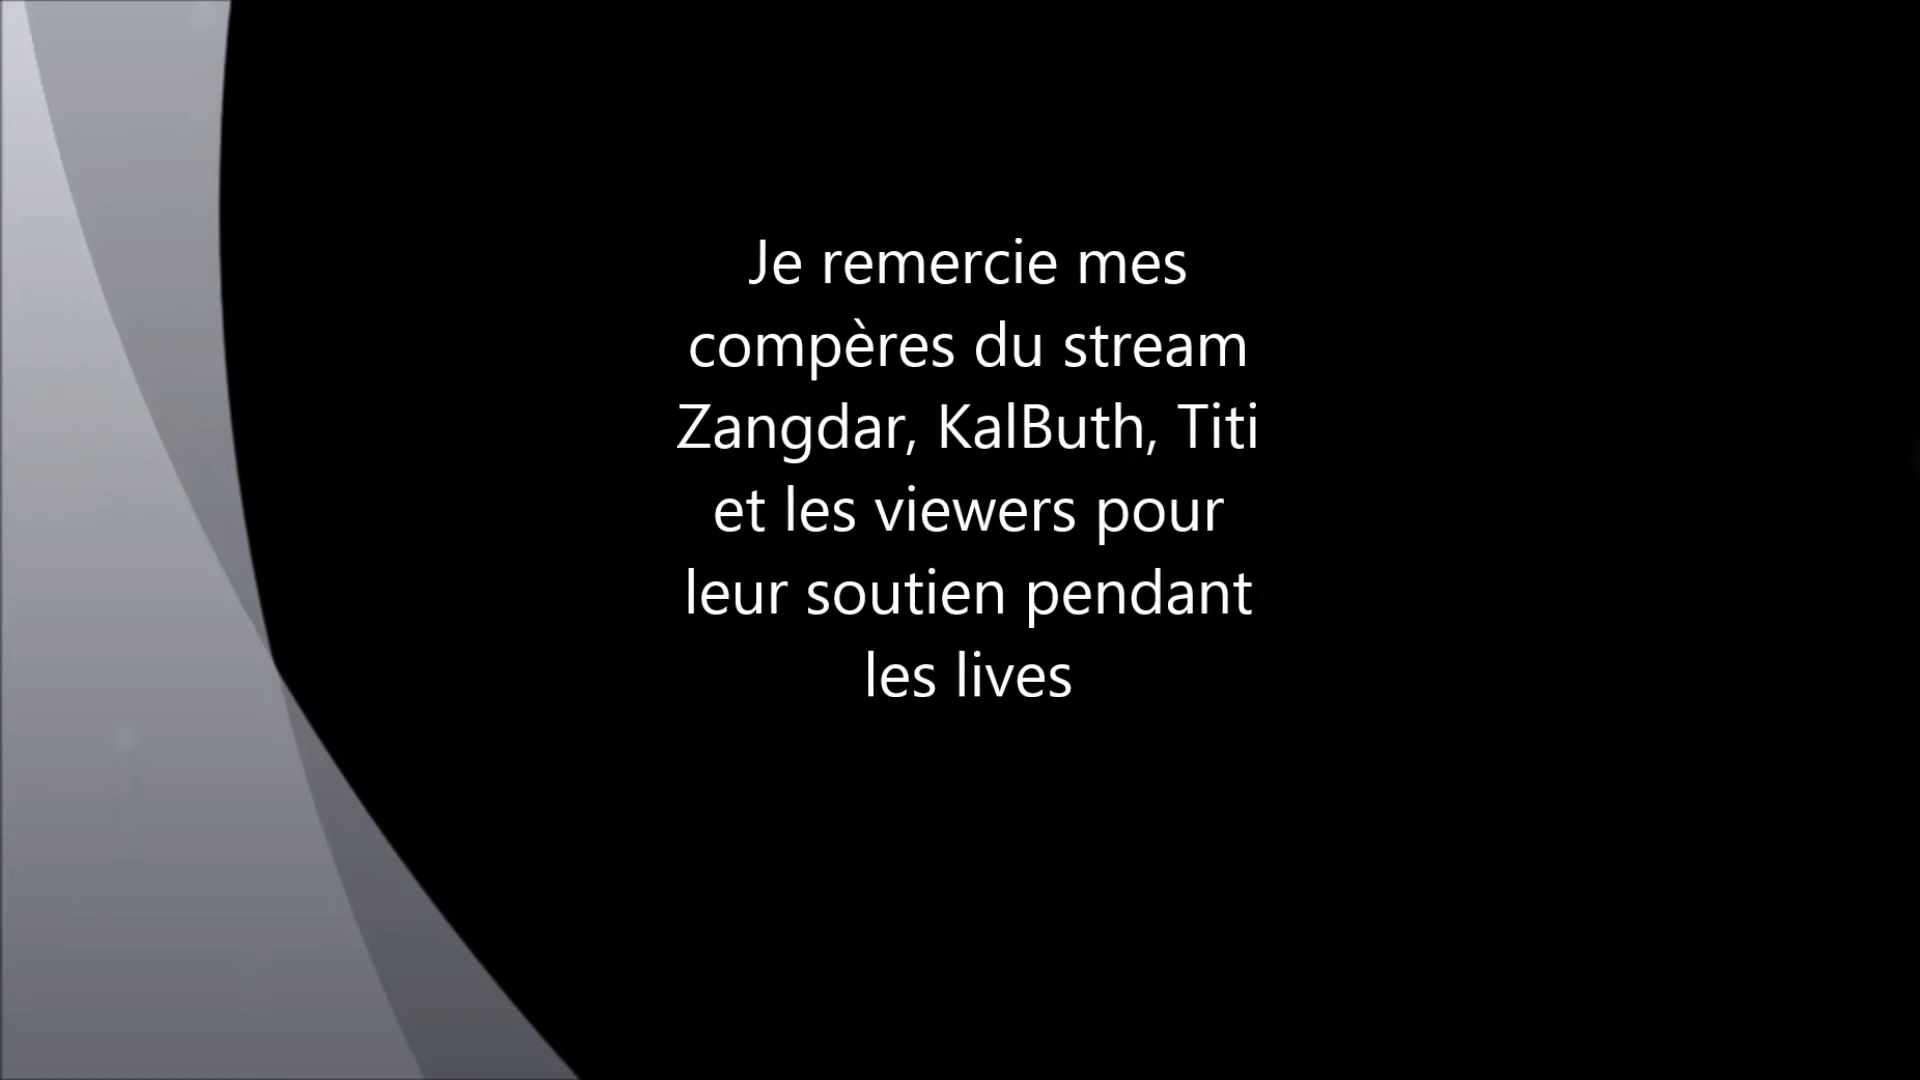 Je remercie mes
compères du stream
Zangdar, KalButh, Titi
et les viewers pour
leur soutien pendant
les lives